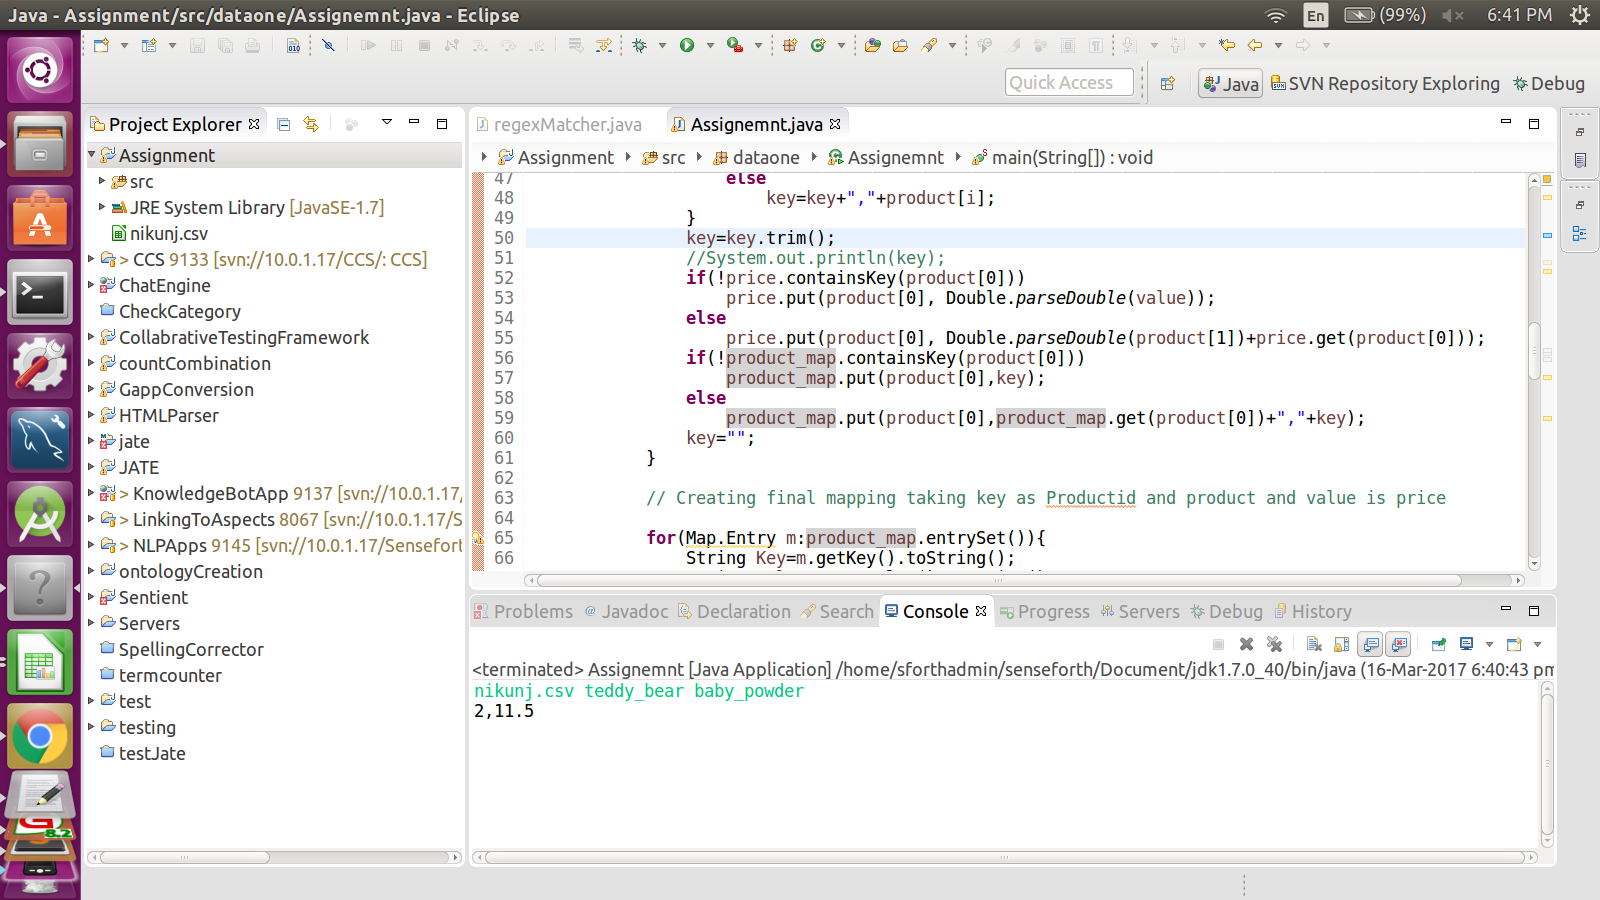 Java - Assignment/src/dataone/Assignemnt.java - Eclipse
En (99%) 6:41 PM
Quick Access
Java
SVN Repository Exploring
Debug
Project Explorer
Assignment
src
JRE System Library [JavaSE-1.7]
nikunj.csv
> CCS 9133 [svn://10.0.1.17/CCS/: CCS]
ChatEngine
CheckCategory
CollabrativeTestingFramework
countCombination
GappConversion
HTMLParser
jate
JATE
> KnowledgeBotApp 9137 [svn://10.0.1.17/
> LinkingToAspects 8067 [svn://10.0.1.17/S
> NLPApps 9145 [svn://10.0.1.17/Sensefort
ontologyCreation
Sentient
Servers
SpellingCorrector
termcounter
test
testing
testJate
regexMatcher.java
Assignemnt.java
Assignment src dataone Assignemnt main(String[]) : void
47 else
48 key=key+","+product[i];
49 }
50 key=key.trim();
51 //System.out.println(key);
52 if(!price.containsKey(product[0]))
53 price.put(product[0], Double.parseDouble(value));
54 else
55 price.put(product[0], Double.parseDouble(product[1])+price.get(product[0]));
56 if(!product_map.containsKey(product[0]))
57 product_map.put(product[0],key);
58 else
59 product_map.put(product[0],product_map.get(product[0])+","+key);
60 key="";
61 }
62
63 // Creating final mapping taking key as Productid and product and value is price
64
65 for(Map.Entry m:product_map.entrySet()){
66 String Key=m.getKey().toString();
Problems @ Javadoc Declaration Search Console Progress Servers Debug History
<terminated> Assignemnt [Java Application] /home/sforthadmin/senseforth/Document/jdk1.7.0_40/bin/java (16-Mar-2017 6:40:43 pm
nikunj.csv teddy_bear baby_powder
2,11.5